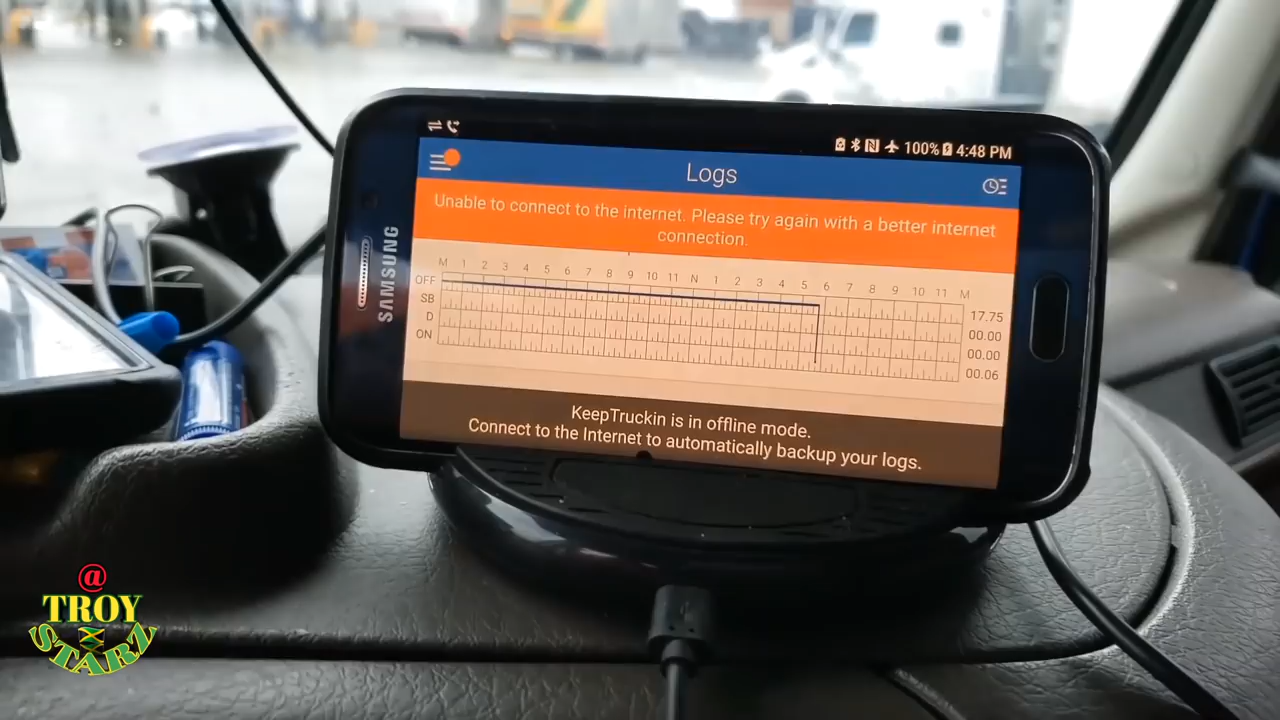 100% 4:48 PM
Logs
Unable to connect to the internet. Please try again with a better internet
connection.
M 1 2 3 4 5 6 7 8 9 10 11 N 1 2 3 4 5 6 7 8 9 10 11 M
OFF 17.75
SB 00.00
D 00.00
ON 00.06
KeepTruckin is in offline mode.
Connect to the Internet to automatically backup your logs.
SAMSUNG
@
TROY
STARZ